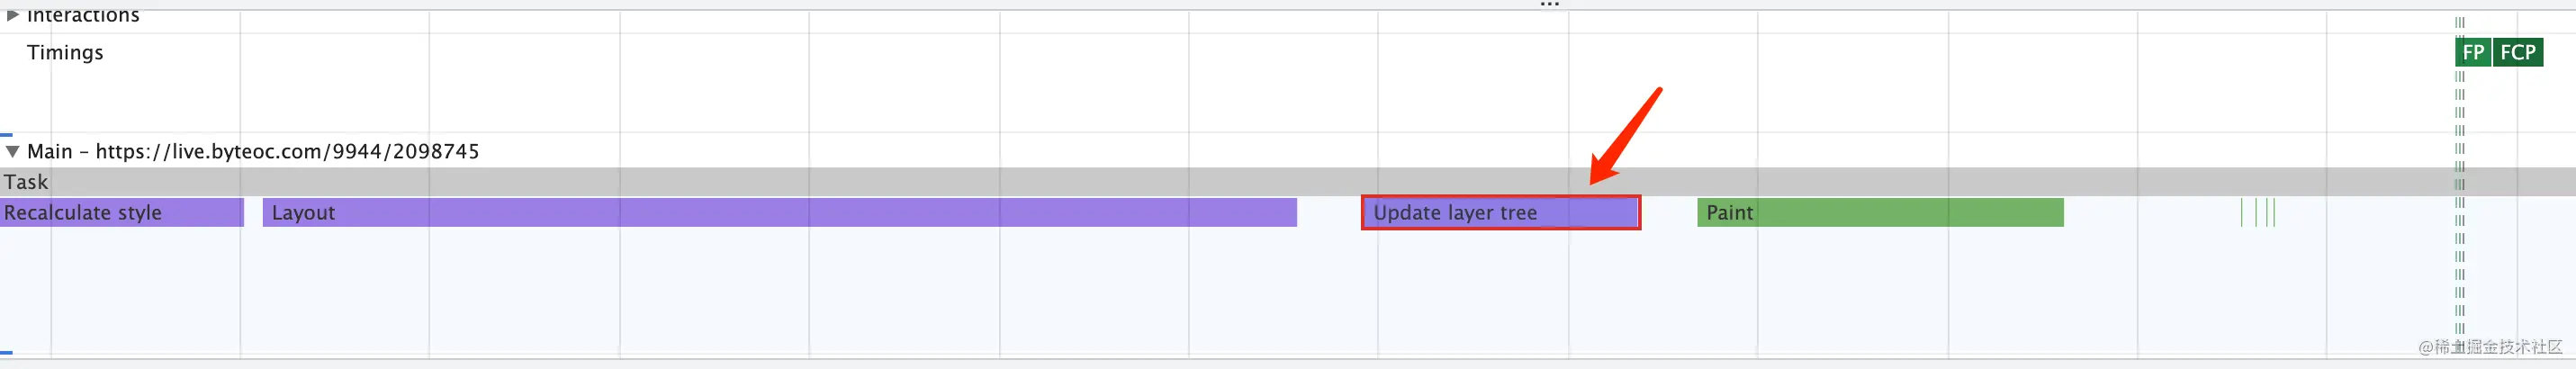 Interactions
Timings
FP FCP
Main – https://live.byteoc.com/9944/2098745
Task
Recalculate style Layout Update layer tree Paint
@稀土掘金技术社区